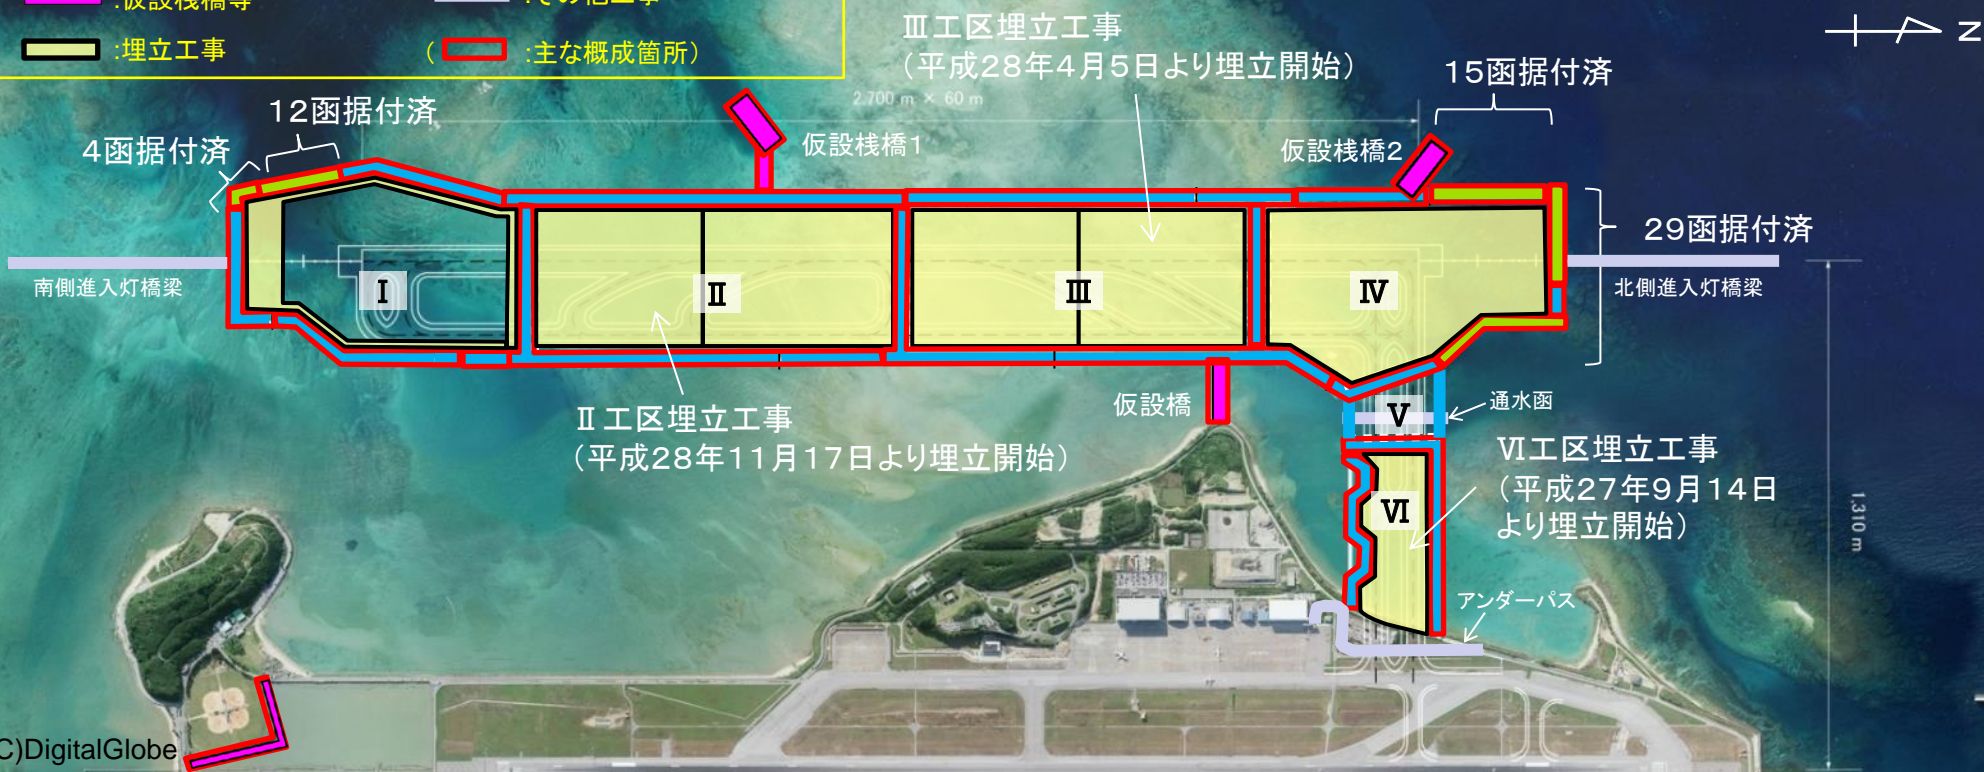 :仮設桟橋等
:その他工事
:埋立工事
( :主な概成箇所)
Ⅲ工区埋立工事
(平成28年4月5日より埋立開始)
N
15函据付済
12函据付済
4函据付済
2,700 m × 60 m
仮設桟橋1
仮設桟橋2
29函据付済
南側進入灯橋梁
北側進入灯橋梁
Ⅰ
Ⅱ
Ⅲ
Ⅳ
Ⅱ工区埋立工事
(平成28年11月17日より埋立開始)
仮設橋
Ⅴ
通水函
Ⅵ工区埋立工事
(平成27年9月14日
より埋立開始)
Ⅵ
1,310 m
アンダーパス
C)DigitalGlobe